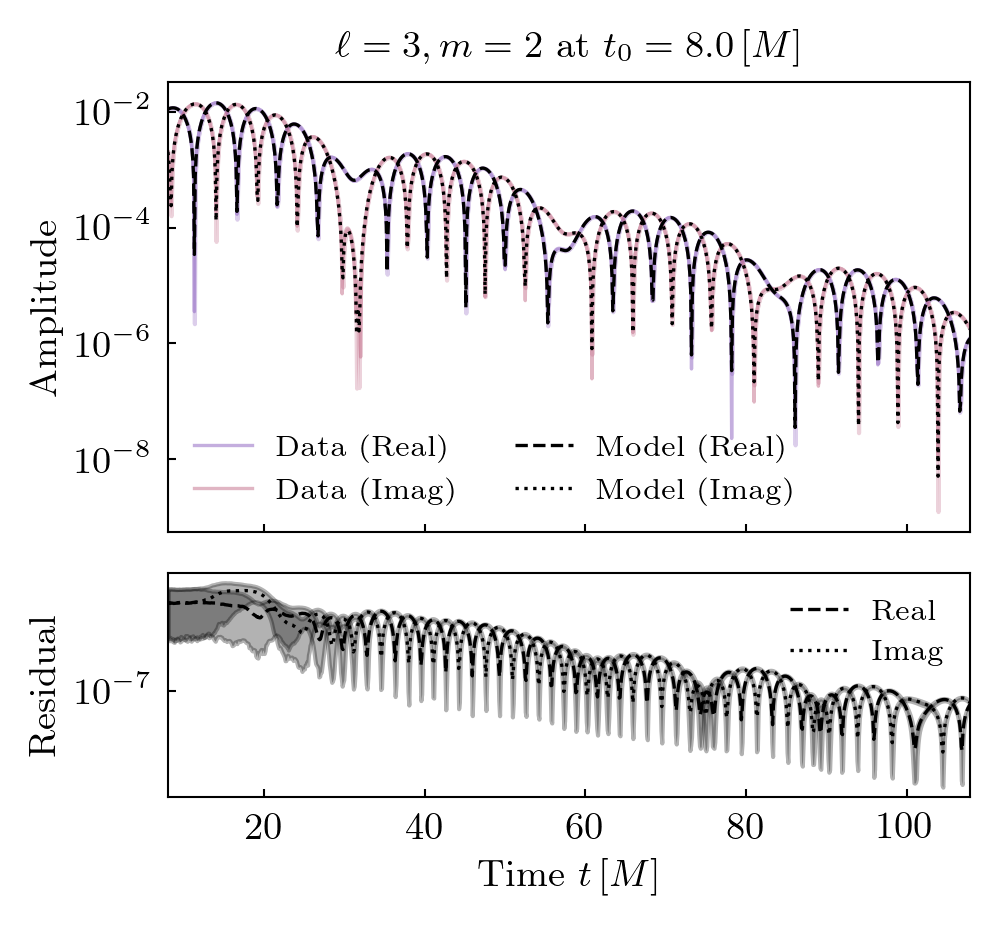 ℓ = 3, m = 2 at t₀ = 8.0 [M]
10⁻²
10⁻⁴
10⁻⁶
10⁻⁸
Amplitude
Data (Real)
Data (Imag)
Model (Real)
Model (Imag)
Residual
10⁻⁷
Real
Imag
20 40 60 80 100
Time t [M]